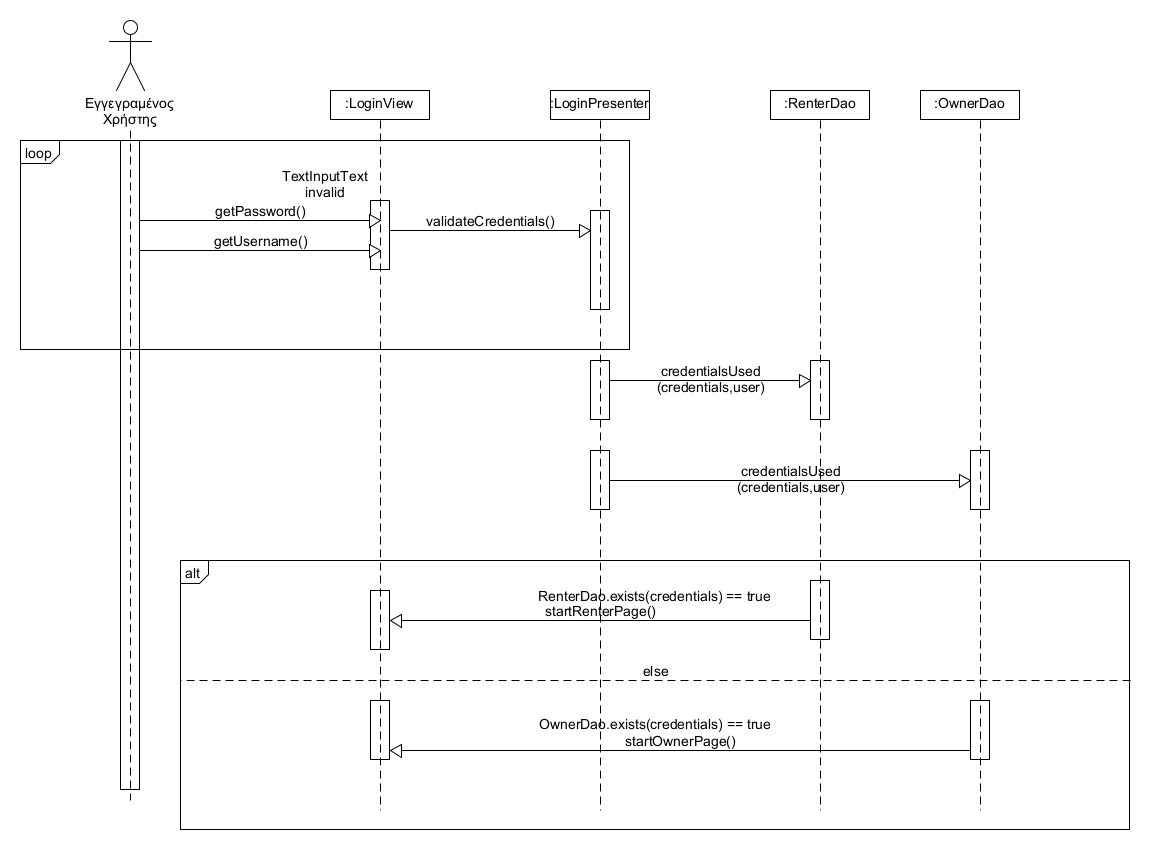 Εγγεγραμένος
Χρήστης
:LoginView
:LoginPresenter
:RenterDao
:OwnerDao
loop
TextInputText
invalid
getPassword()
validateCredentials()
getUsername()
credentialsUsed
(credentials,user)
credentialsUsed
(credentials,user)
alt
RenterDao.exists(credentials) == true
startRenterPage()
else
OwnerDao.exists(credentials) == true
startOwnerPage()